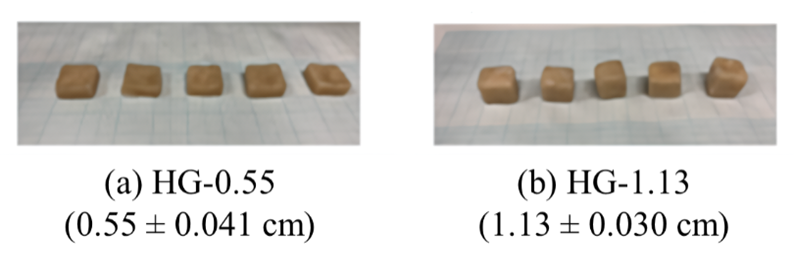 (a) HG-0.55
(0.55 ± 0.041 cm)
(b) HG-1.13
(1.13 ± 0.030 cm)